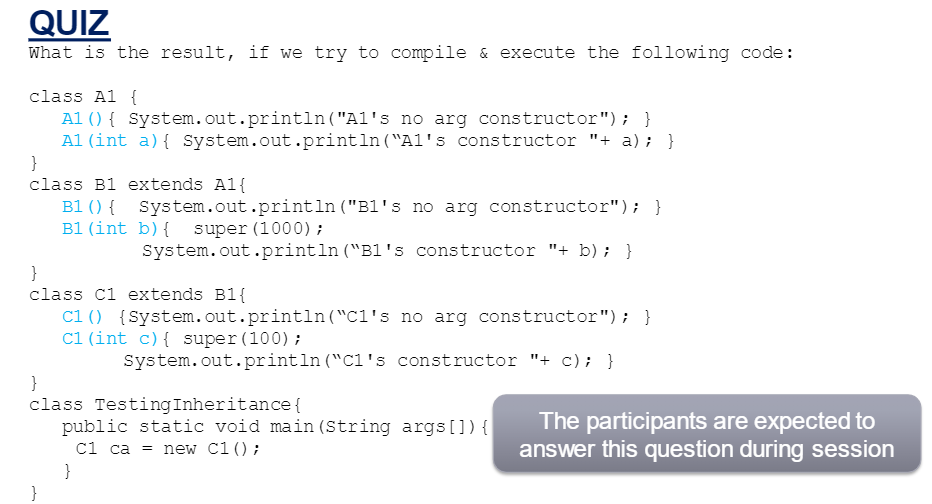 QUIZ
What is the result, if we try to compile & execute the following code:
class A1 {
A1(){ System.out.println("A1's no arg constructor"); }
A1(int a){ System.out.println(“A1's constructor "+ a); }
}
class B1 extends A1{
B1(){ System.out.println("B1's no arg constructor"); }
B1(int b){ super(1000);
System.out.println(“B1's constructor "+ b); }
}
class C1 extends B1{
C1() {System.out.println(“C1's no arg constructor"); }
C1(int c){ super(100);
System.out.println(“C1's constructor "+ c); }
}
class TestingInheritance{
public static void main(String args[]){
C1 ca = new C1();
}
}
The participants are expected to
answer this question during session